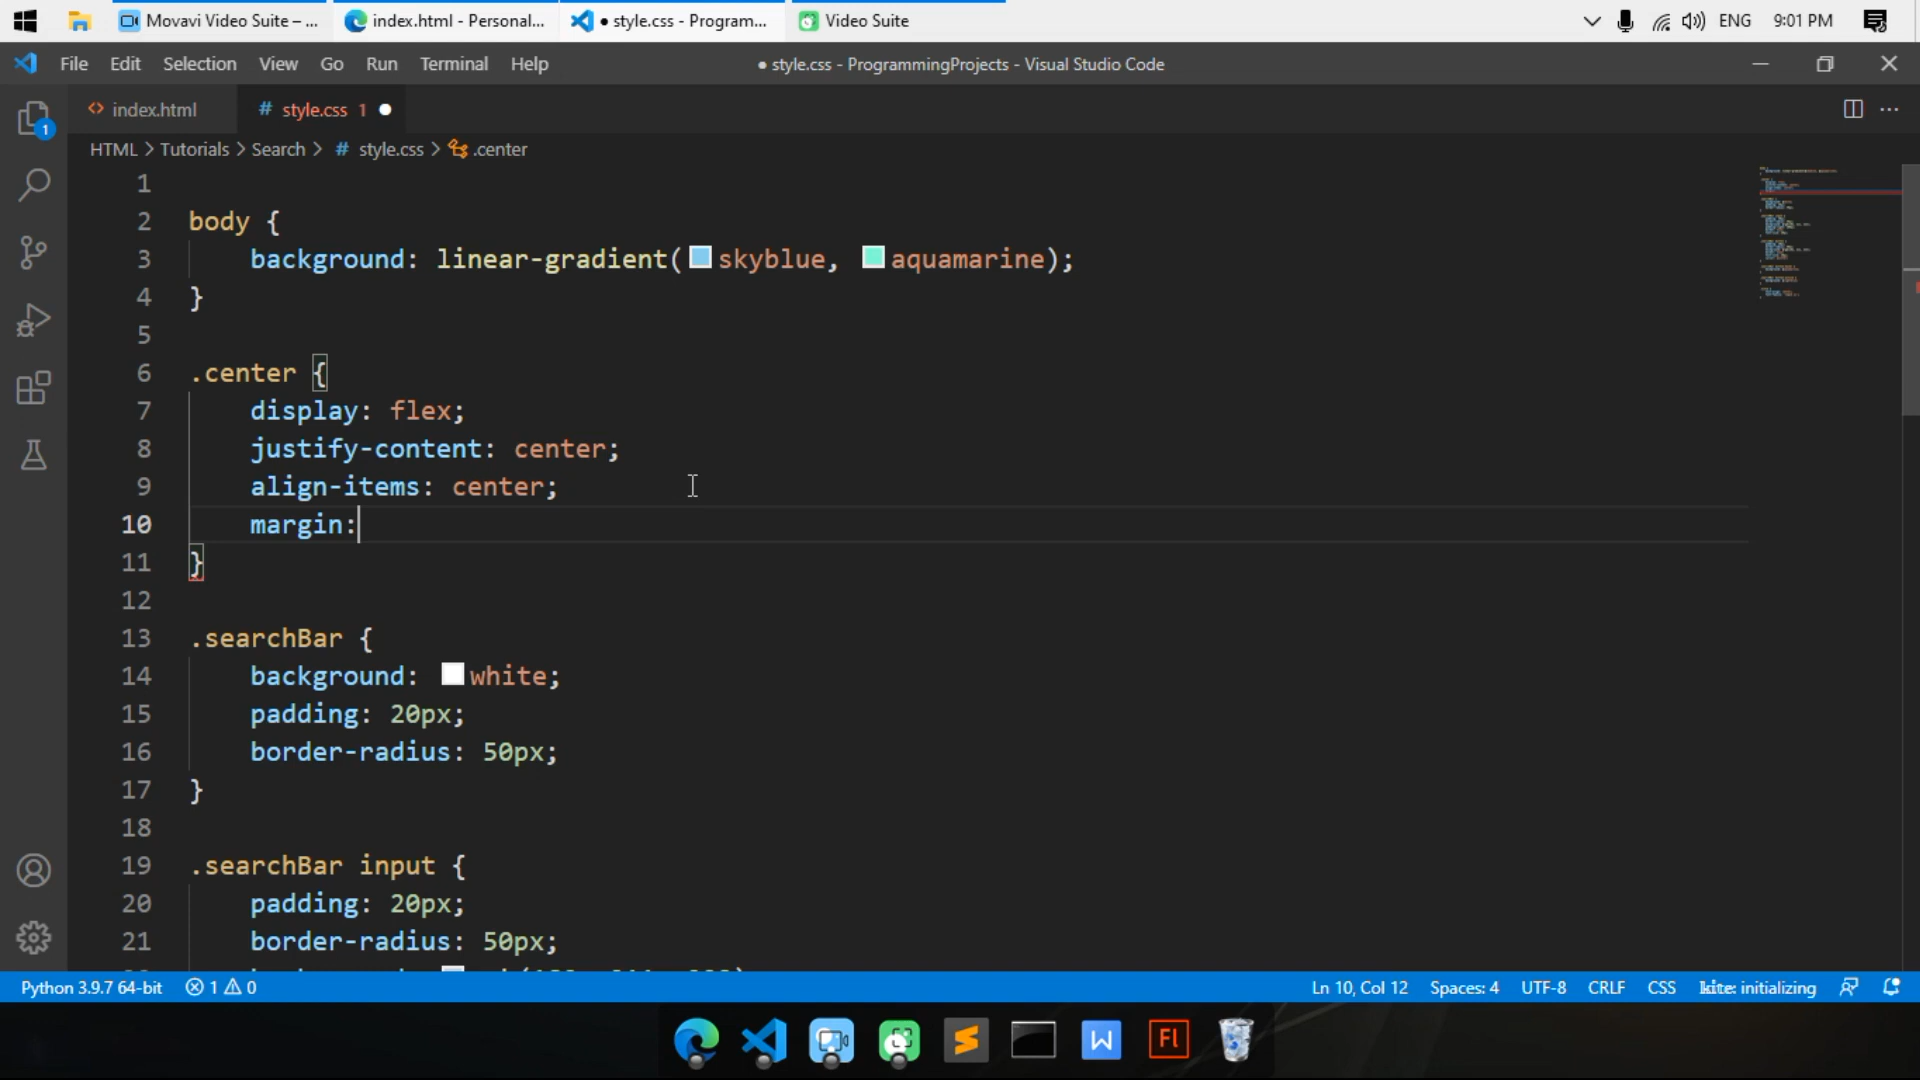 Movavi Video Suite – ...
index.html - Personal...
● style.css - Program...
Video Suite
ENG
9:01 PM
File Edit Selection View Go Run Terminal Help
● style.css - ProgrammingProjects - Visual Studio Code
1
index.html
# style.css 1 ●
HTML > Tutorials > Search > # style.css > .center
1
2 body {
3 background: linear-gradient(skyblue, aquamarine);
4 }
5
6 .center {
7 display: flex;
8 justify-content: center;
9 align-items: center;
10 margin:
11 }
12
13 .searchBar {
14 background: white;
15 padding: 20px;
16 border-radius: 50px;
17 }
18
19 .searchBar input {
20 padding: 20px;
21 border-radius: 50px;
Python 3.9.7 64-bit
1 0
Ln 10, Col 12
Spaces: 4
UTF-8
CRLF
CSS
kite: initializing
W
Fl